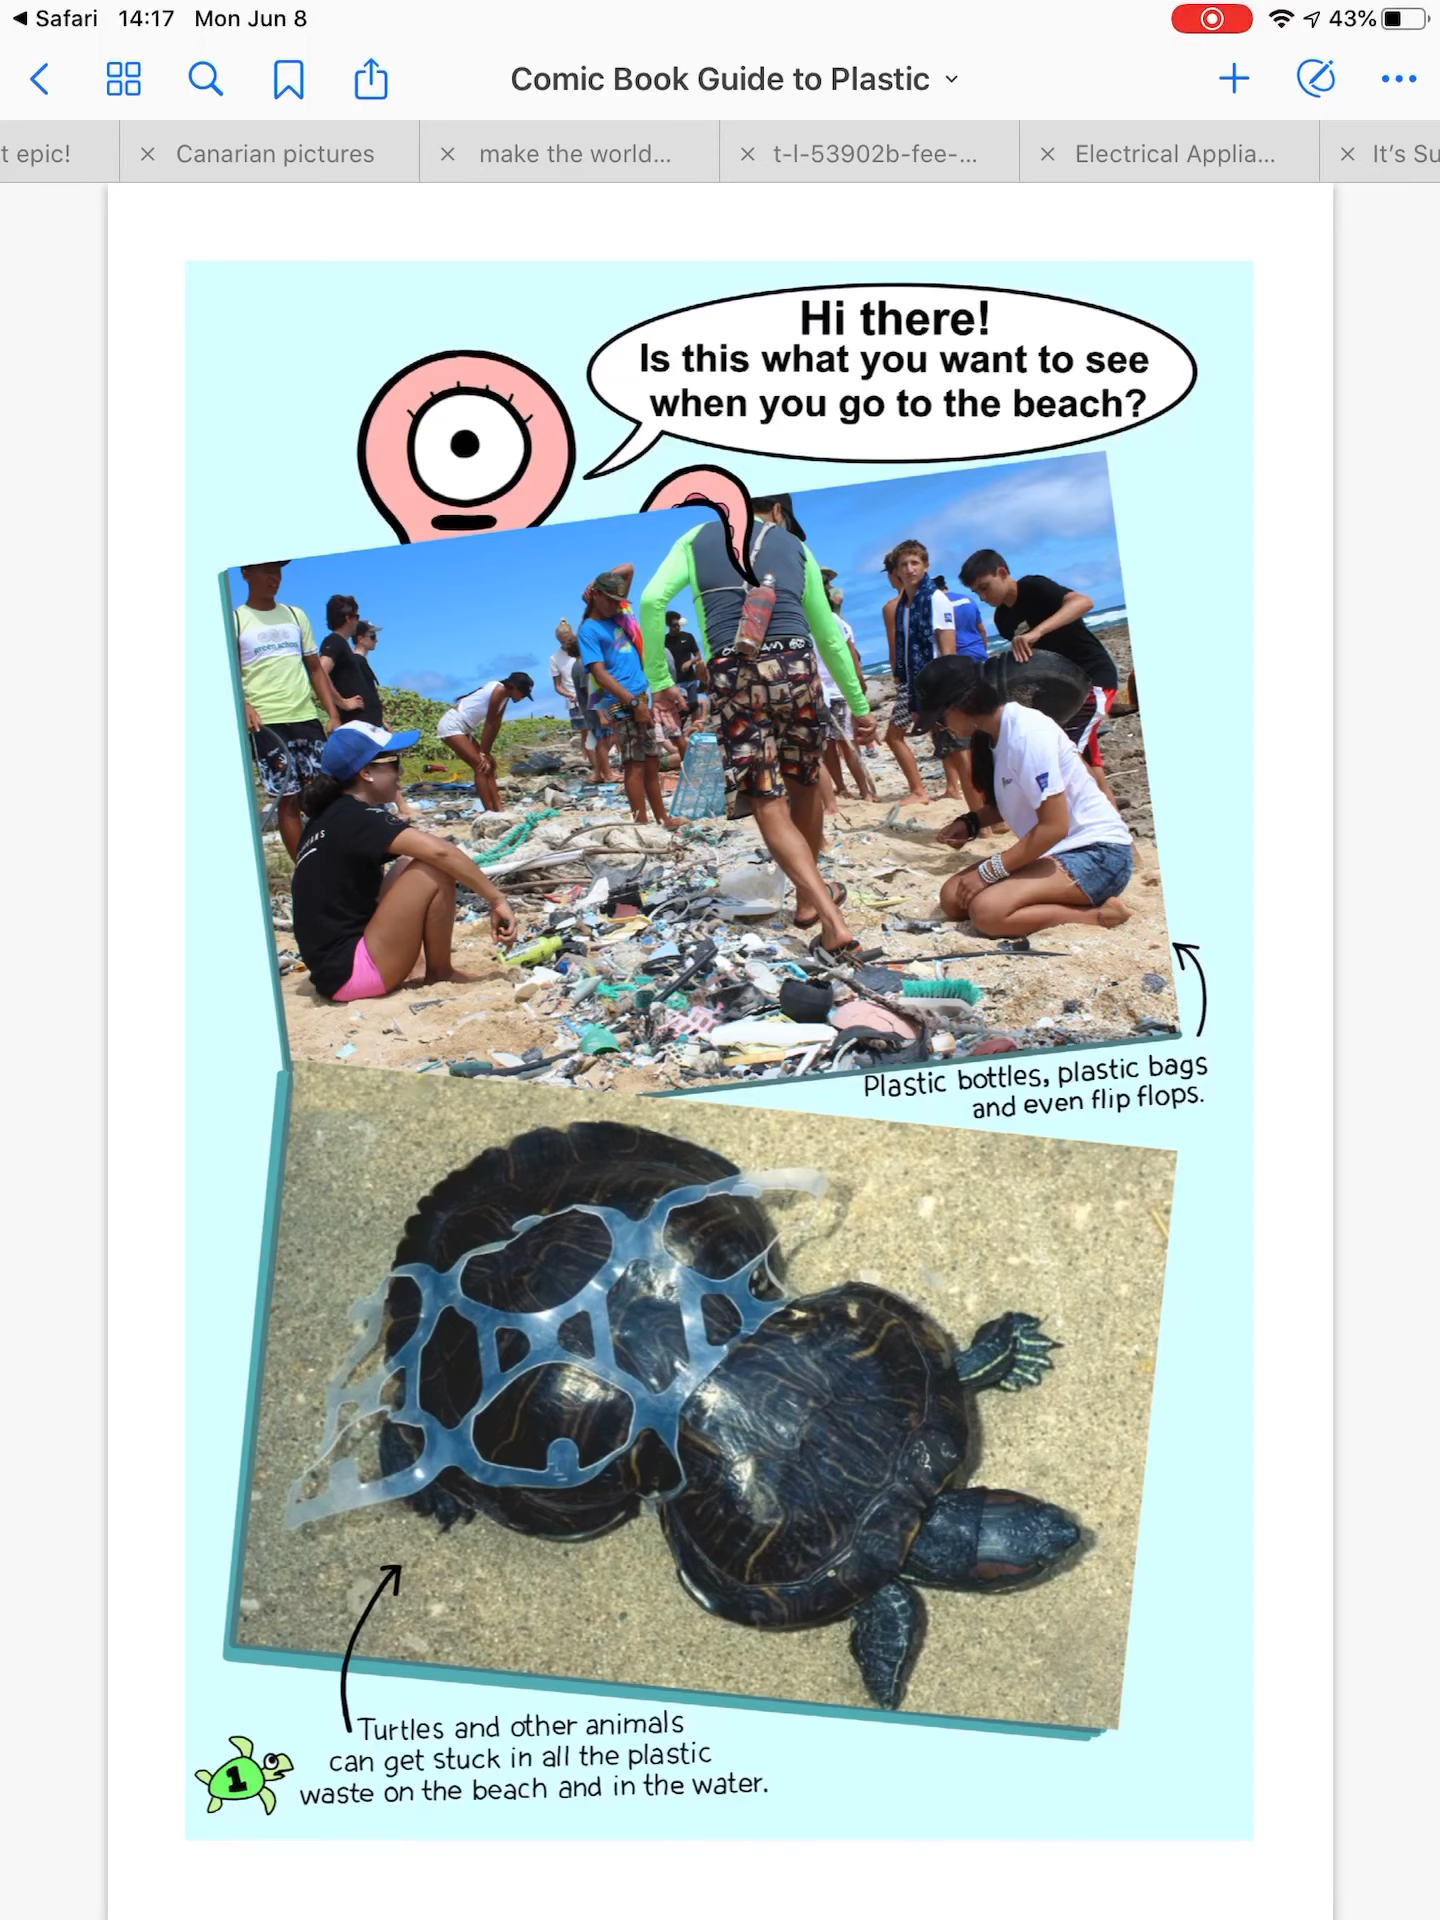 Safari 14:17 Mon Jun 8 43%
Comic Book Guide to Plastic
t epic! Canarian pictures make the world... t-l-53902b-fee-... Electrical Applia... It's Su
Hi there!
Is this what you want to see
when you go to the beach?
Plastic bottles, plastic bags
and even flip flops.
Turtles and other animals
can get stuck in all the plastic
waste on the beach and in the water.
1